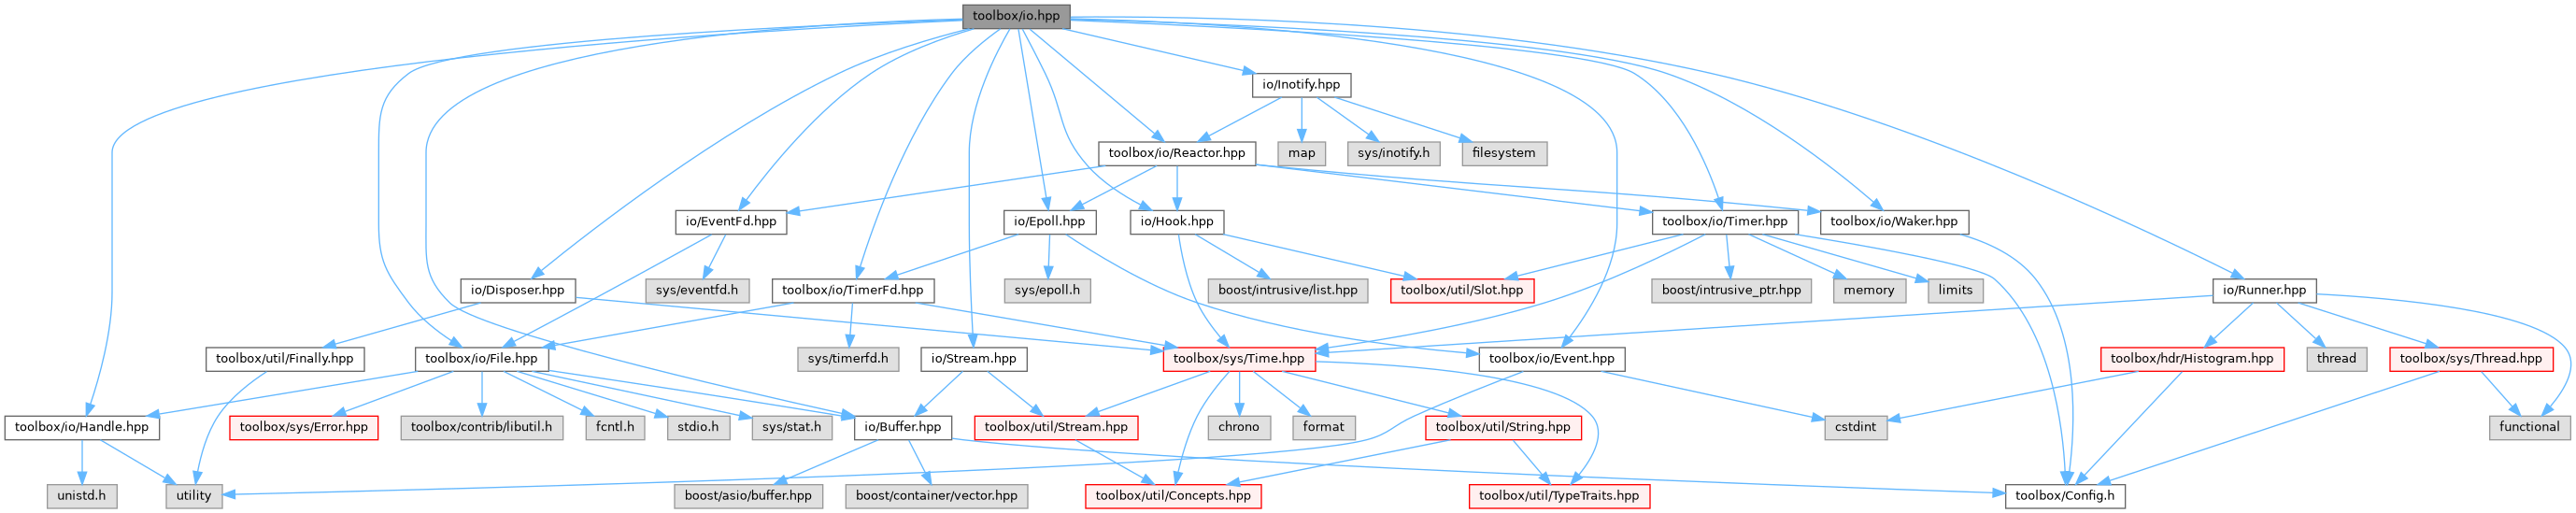 toolbox/io.hpp
io/Inotify.hpp
toolbox/io/Reactor.hpp
map
sys/inotify.h
filesystem
io/EventFd.hpp
io/Epoll.hpp
io/Hook.hpp
toolbox/io/Timer.hpp
toolbox/io/Waker.hpp
io/Disposer.hpp
sys/eventfd.h
toolbox/io/TimerFd.hpp
sys/epoll.h
boost/intrusive/list.hpp
toolbox/util/Slot.hpp
boost/intrusive_ptr.hpp
memory
limits
io/Runner.hpp
toolbox/util/Finally.hpp
toolbox/io/File.hpp
sys/timerfd.h
io/Stream.hpp
toolbox/sys/Time.hpp
toolbox/io/Event.hpp
toolbox/hdr/Histogram.hpp
thread
toolbox/sys/Thread.hpp
toolbox/io/Handle.hpp
toolbox/sys/Error.hpp
toolbox/contrib/libutil.h
fcntl.h
stdio.h
sys/stat.h
io/Buffer.hpp
toolbox/util/Stream.hpp
chrono
format
toolbox/util/String.hpp
cstdint
functional
unistd.h
utility
boost/asio/buffer.hpp
boost/container/vector.hpp
toolbox/util/Concepts.hpp
toolbox/util/TypeTraits.hpp
toolbox/Config.h